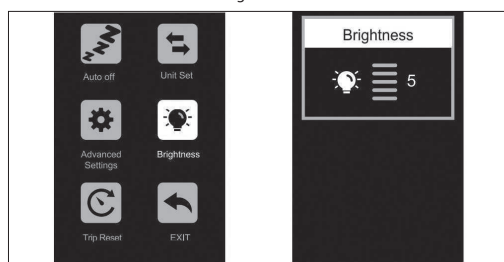 Auto off
Unit Set
Advanced
Settings
Brightness
Trip Reset
EXIT
Brightness
5